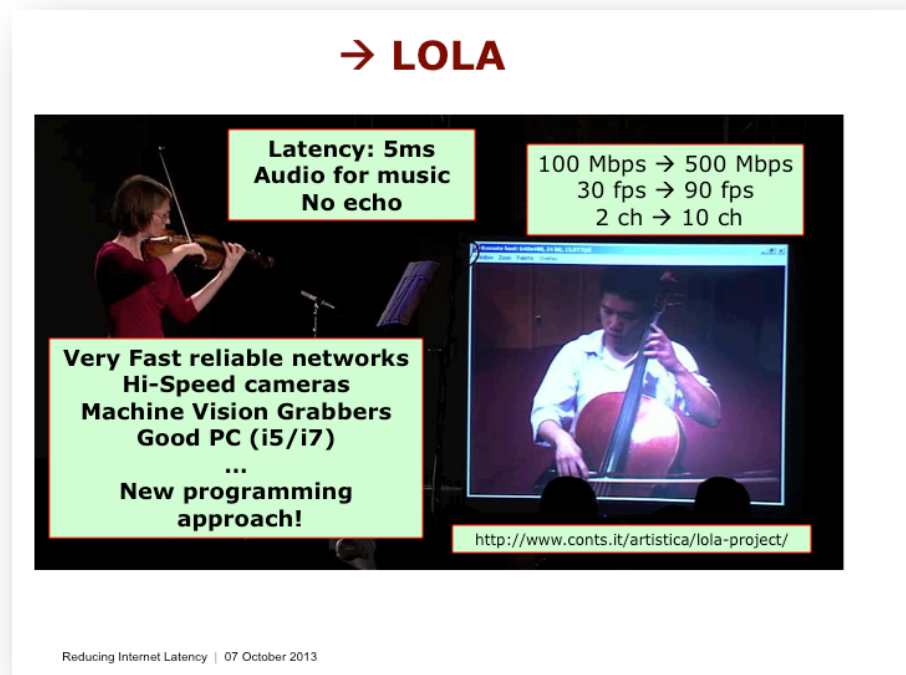 → LOLA
Latency: 5ms
Audio for music
No echo
100 Mbps → 500 Mbps
30 fps → 90 fps
2 ch → 10 ch
Very Fast reliable networks
Hi-Speed cameras
Machine Vision Grabbers
Good PC (i5/i7)
...
New programming
approach!
http://www.conts.it/artistica/lola-project/
Reducing Internet Latency | 07 October 2013